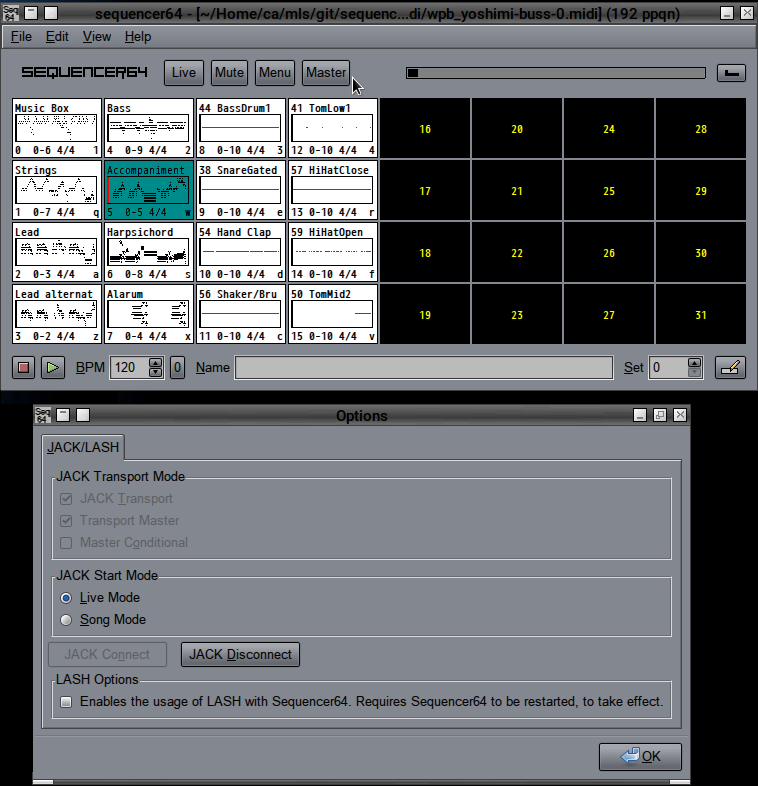 Seq 64 sequencer64 - [~/Home/ca/mls/git/sequenc...di/wpb_yoshimi-buss-0.midi] (192 ppqn)
File Edit View Help
SEQUENCER64 Live Mute Menu Master
Music Box Bass 44 BassDrum1 41 TomLow1
16 20 24 28
0 0-6 4/4 1 4 0-9 4/4 2 8 0-10 4/4 3 12 0-10 4/4 4
Strings Accompaniment 38 SnareGated 57 HiHatClose
17 21 25 29
1 0-7 4/4 q 5 0-5 4/4 w 9 0-10 4/4 e 13 0-10 4/4 r
Lead Harpsichord 54 Hand Clap 59 HiHatOpen
18 22 26 30
2 0-3 4/4 a 6 0-8 4/4 s 10 0-10 4/4 d 14 0-10 4/4 f
Lead alternat Alarum 56 Shaker/Bru 50 TomMid2
19 23 27 31
3 0-2 4/4 z 7 0-4 4/4 x 11 0-10 4/4 c 15 0-10 4/4 v
BPM 120 0 Name Set 0
Seq 64 Options
JACK/LASH
JACK Transport Mode
JACK Transport
Transport Master
Master Conditional
JACK Start Mode
Live Mode
Song Mode
JACK Connect JACK Disconnect
LASH Options
Enables the usage of LASH with Sequencer64. Requires Sequencer64 to be restarted, to take effect.
OK